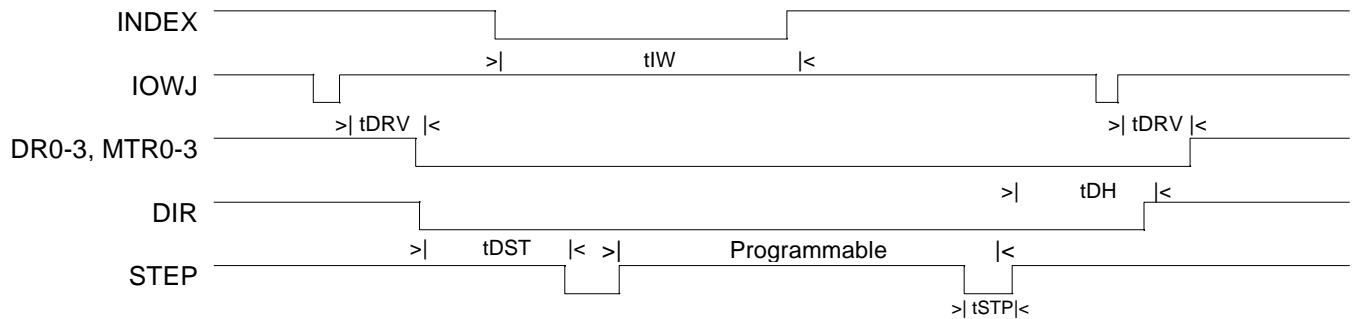 INDEX
>| tIW |<
IOWJ
>| tDRV |< >| tDRV |<
DR0-3, MTR0-3
>| tDH |<
DIR
>| tDST |< >| Programmable |<
STEP
>| tSTP|<